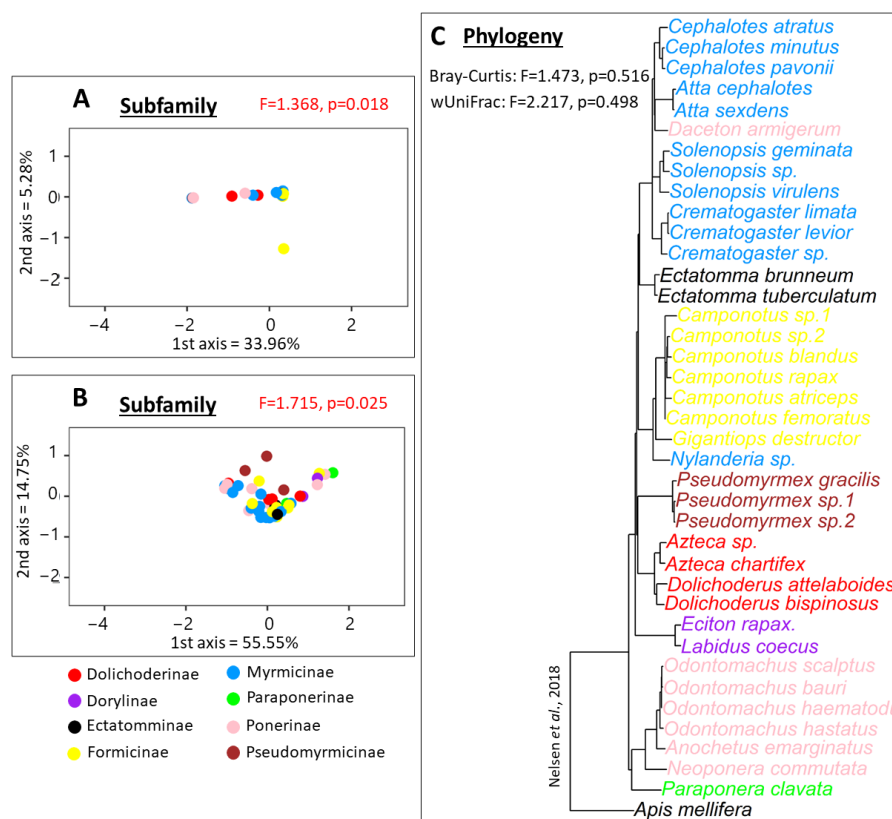 A
Subfamily
F=1.368, p=0.018
2nd axis = 5.28%
1
0
−1
−2
−4
−2
0
2
1st axis = 33.96%
B
Subfamily
F=1.715, p=0.025
2nd axis = 14.75%
1
0
−1
−2
−4
−2
0
2
1st axis = 55.55%
Dolichoderinae
Dorylinae
Ectatomminae
Formicinae
Myrmicinae
Paraponerinae
Ponerinae
Pseudomyrmicinae
C Phylogeny
Bray-Curtis: F=1.473, p=0.516
wUniFrac: F=2.217, p=0.498
Cephalotes atratus
Cephalotes minutus
Cephalotes pavonii
Atta cephalotes
Atta sexdens
Daceton armigerum
Solenopsis geminata
Solenopsis sp.
Solenopsis virulens
Crematogaster limata
Crematogaster levior
Crematogaster sp.
Ectatomma brunneum
Ectatomma tuberculatum
Camponotus sp.1
Camponotus sp.2
Camponotus blandus
Camponotus rapax
Camponotus atriceps
Camponotus femoratus
Gigantiops destructor
Nylanderia sp.
Pseudomyrmex gracilis
Pseudomyrmex sp.1
Pseudomyrmex sp.2
Azteca sp.
Azteca chartifex
Dolichoderus attelaboides
Dolichoderus bispinosus
Eciton rapax.
Labidus coecus
Odontomachus scalptus
Odontomachus bauri
Odontomachus haematodu
Odontomachus hastatus
Anochetus emarginatus
Neoponera commutata
Paraponera clavata
Apis mellifera
Nelsen et al., 2018